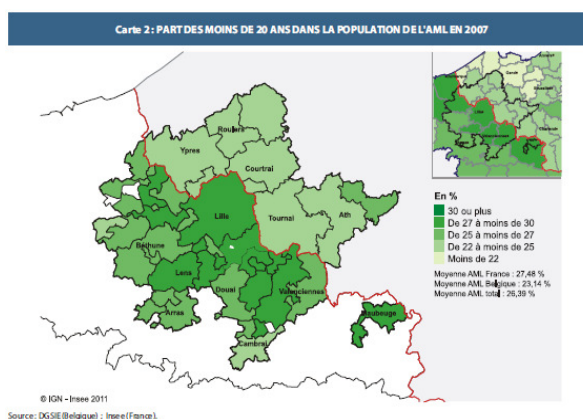 Carte 2 : PART DES MOINS DE 20 ANS DANS LA POPULATION DE L'AML EN 2007
Roulers
Ypres
Courtrai
Lille
Tournai
Ath
Béthune
Lens
Douai
Valenciennes
Arras
Cambrai
Maubeuge
Gand
Lille
En %
30 ou plus
De 27 à moins de 30
De 25 à moins de 27
De 22 à moins de 25
Moins de 22
Moyenne AML France : 27,48 %
Moyenne AML Belgique : 23,14 %
Moyenne AML total : 26,39 %
© IGN - Insee 2011
Source : DGSIE (Belgique) ; Insee (France).